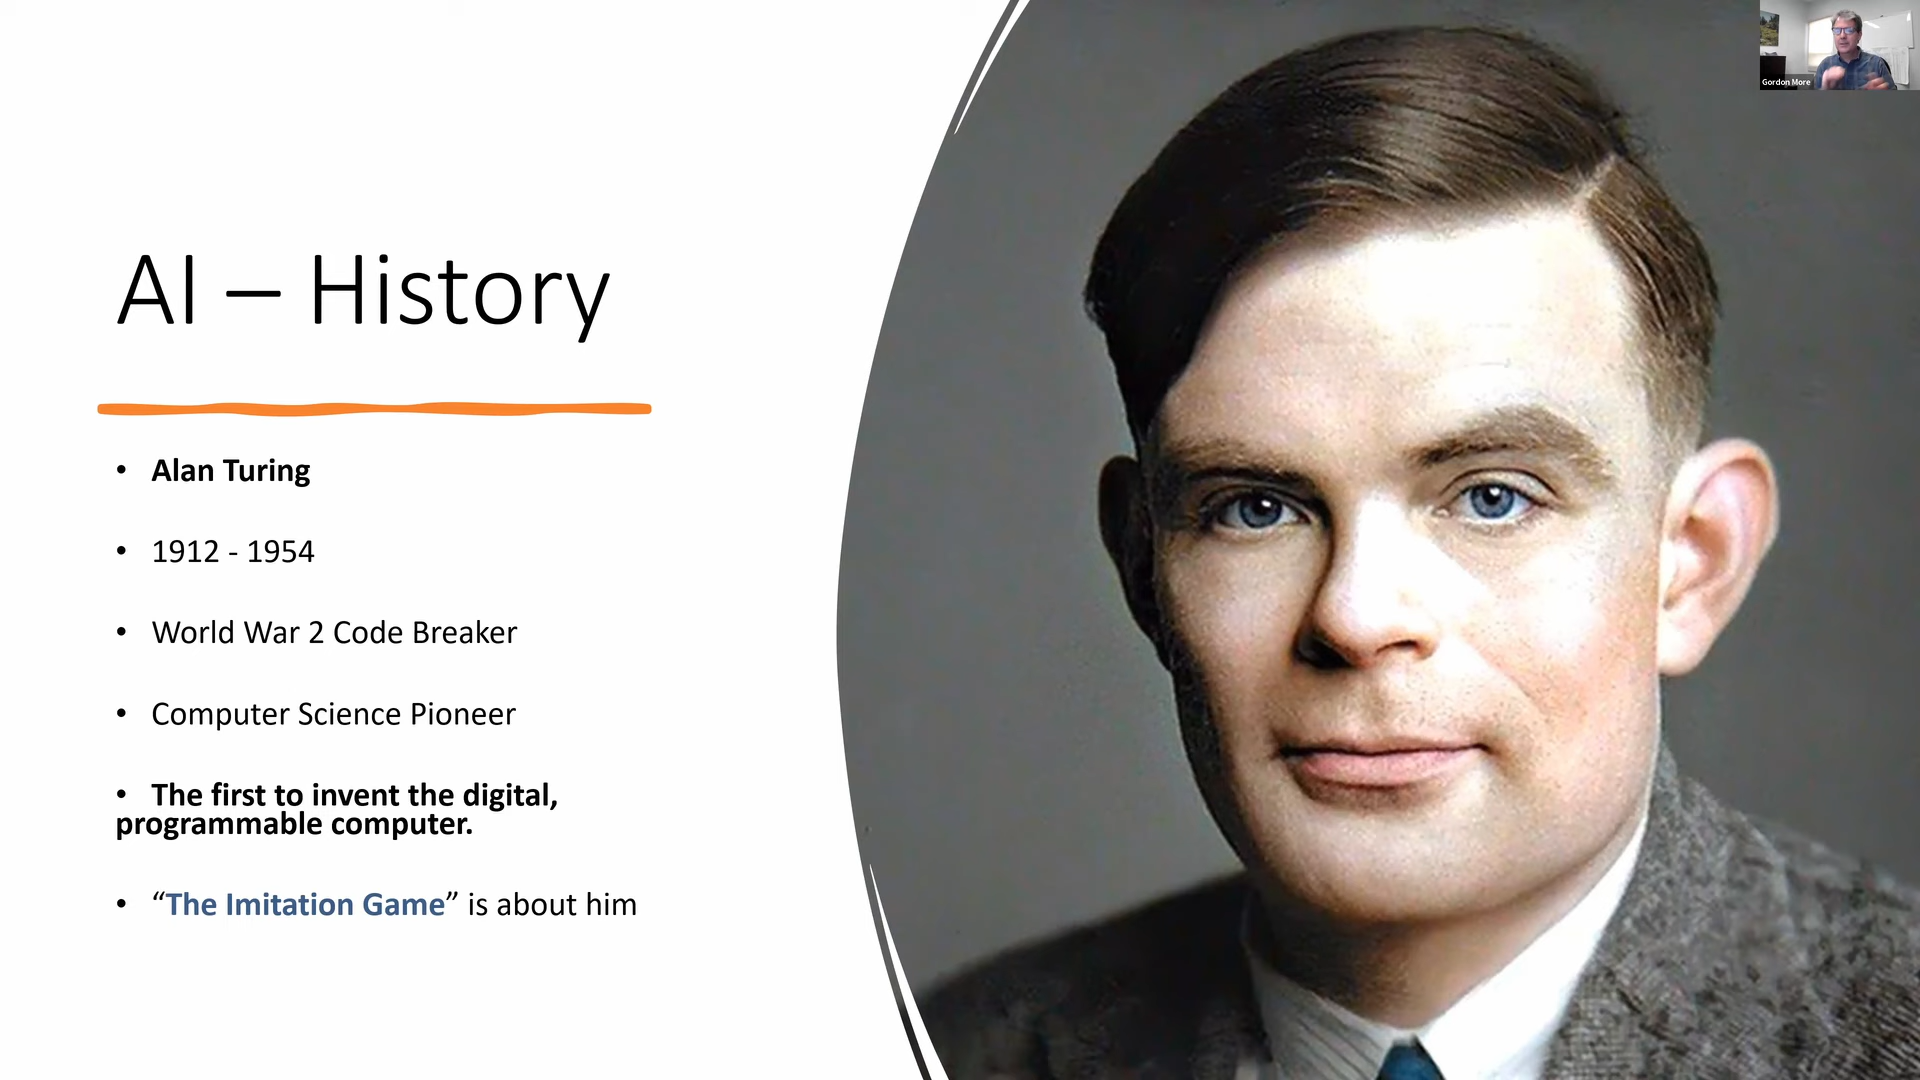 AI – History
• Alan Turing
• 1912 - 1954
• World War 2 Code Breaker
• Computer Science Pioneer
• The first to invent the digital,
programmable computer.
• “The Imitation Game” is about him
Gordon More